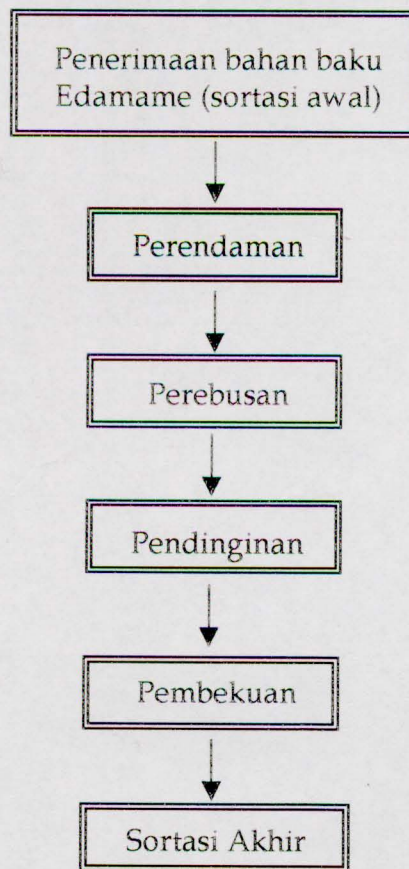 Penerimaan bahan baku
Edamame (sortasi awal)
Perendaman
Perebusan
Pendinginan
Pembekuan
Sortasi Akhir